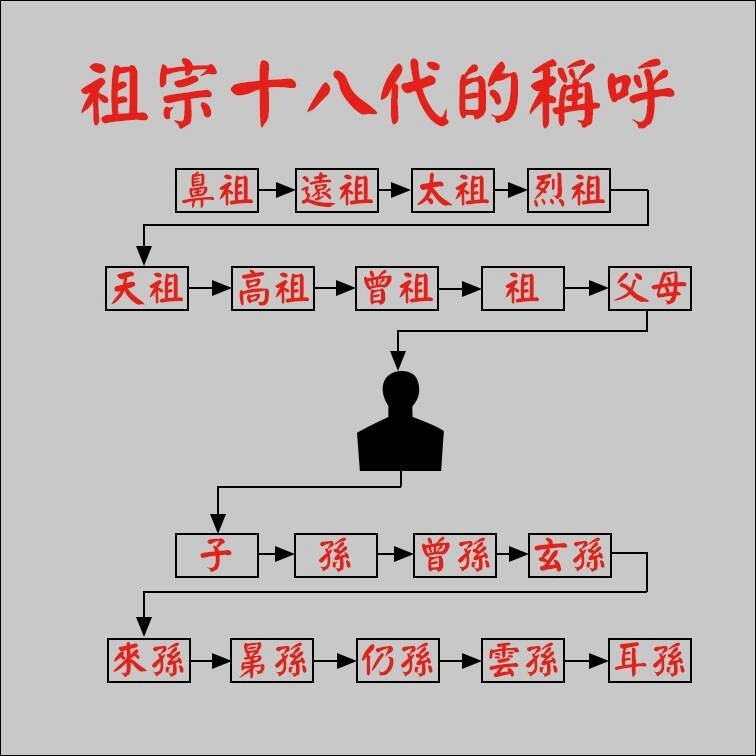 祖宗十八代的稱呼
鼻祖 遠祖 太祖 烈祖
天祖 高祖 曾祖 祖 父母
子 孫 曾孫 玄孫
來孫 晜孫 仍孫 雲孫 耳孫